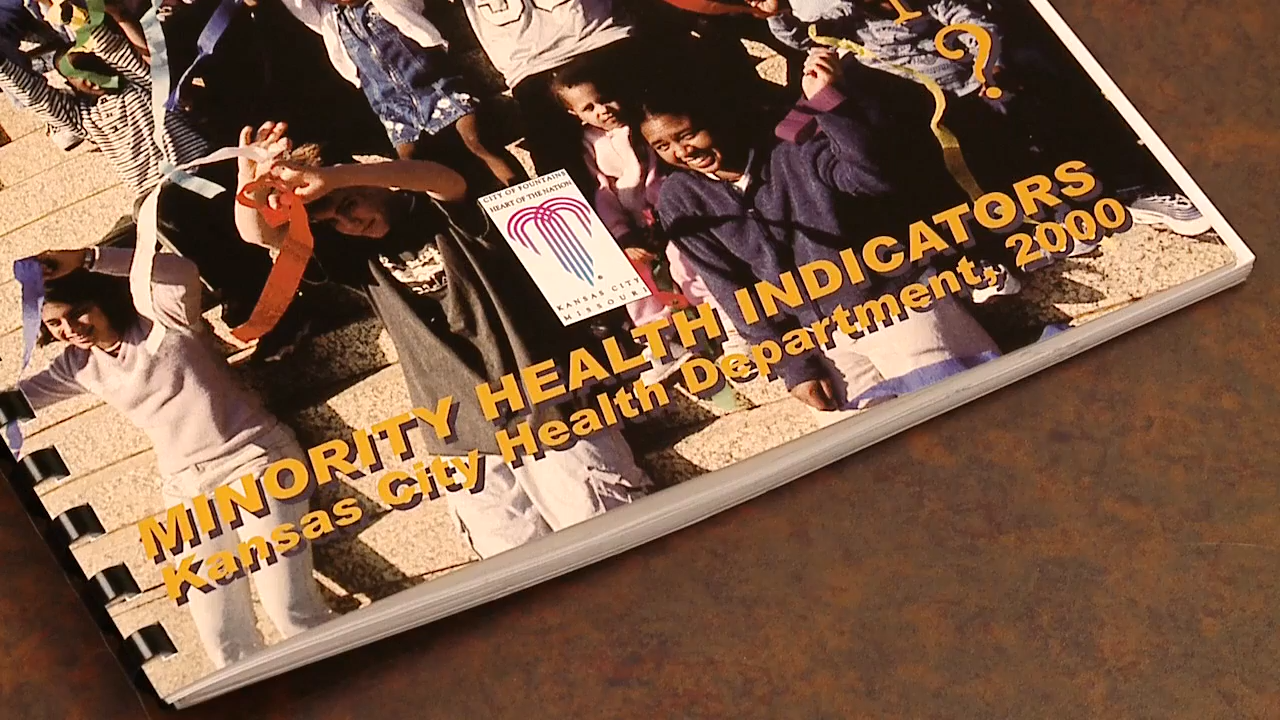 ?
CITY OF FOUNTAINS
HEART OF THE NATION
KANSAS CITY
MISSOURI
MINORITY HEALTH INDICATORS
Kansas City Health Department, 2000